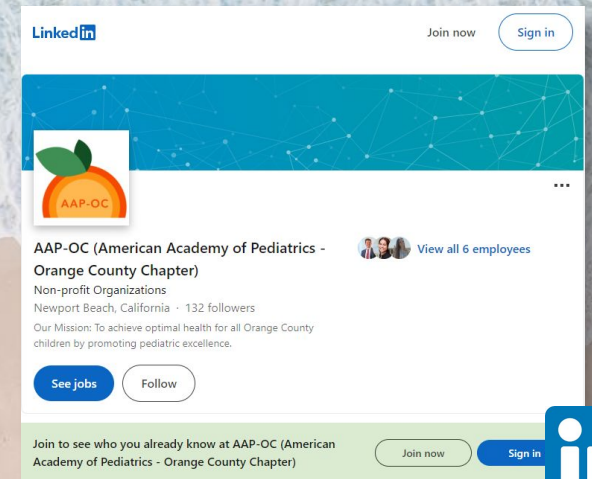 Linked in
Join now
Sign in
AAP-OC
AAP-OC (American Academy of Pediatrics -
Orange County Chapter)
Non-profit Organizations
Newport Beach, California · 132 followers
Our Mission: To achieve optimal health for all Orange County
children by promoting pediatric excellence.
View all 6 employees
See jobs
Follow
Join to see who you already know at AAP-OC (American
Academy of Pediatrics - Orange County Chapter)
Join now
Sign in
in